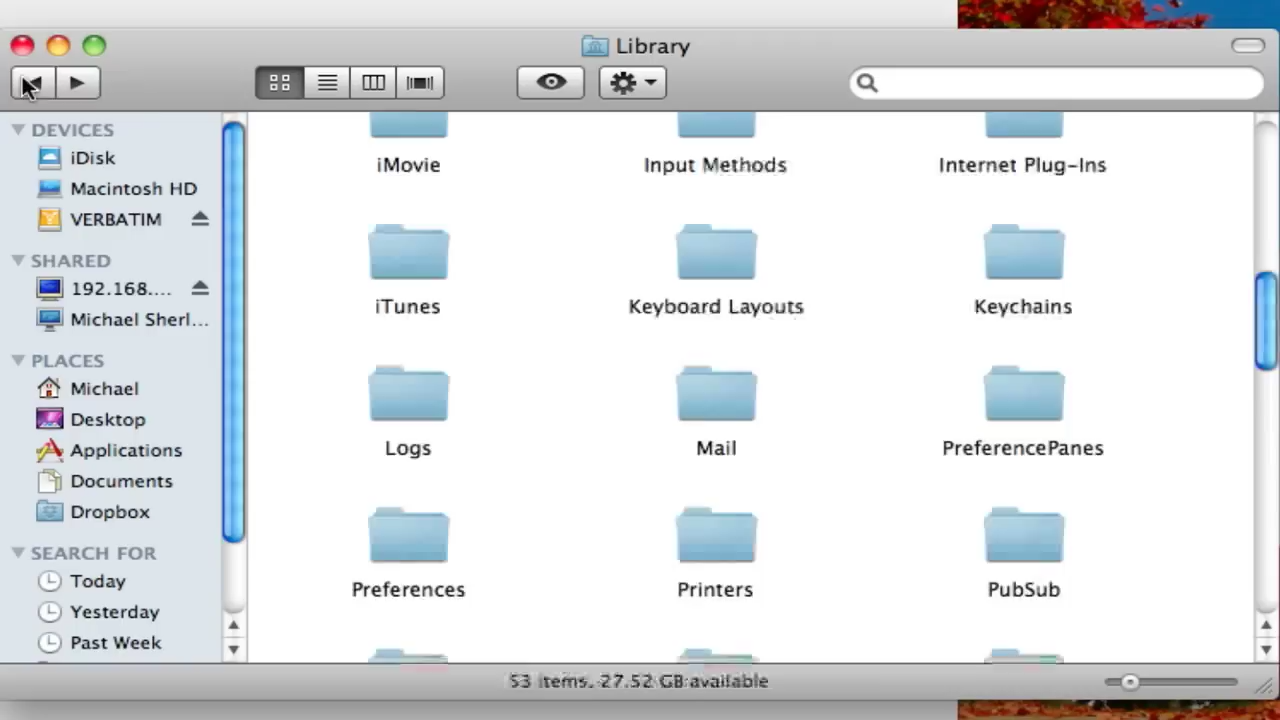 Library
DEVICES
iDisk
Macintosh HD
VERBATIM
SHARED
192.168....
Michael Sherl...
PLACES
Michael
Desktop
Applications
Documents
Dropbox
SEARCH FOR
Today
Yesterday
Past Week
iMovie
Input Methods
Internet Plug-Ins
iTunes
Keyboard Layouts
Keychains
Logs
Mail
PreferencePanes
Preferences
Printers
PubSub
53 items, 27.52 GB available